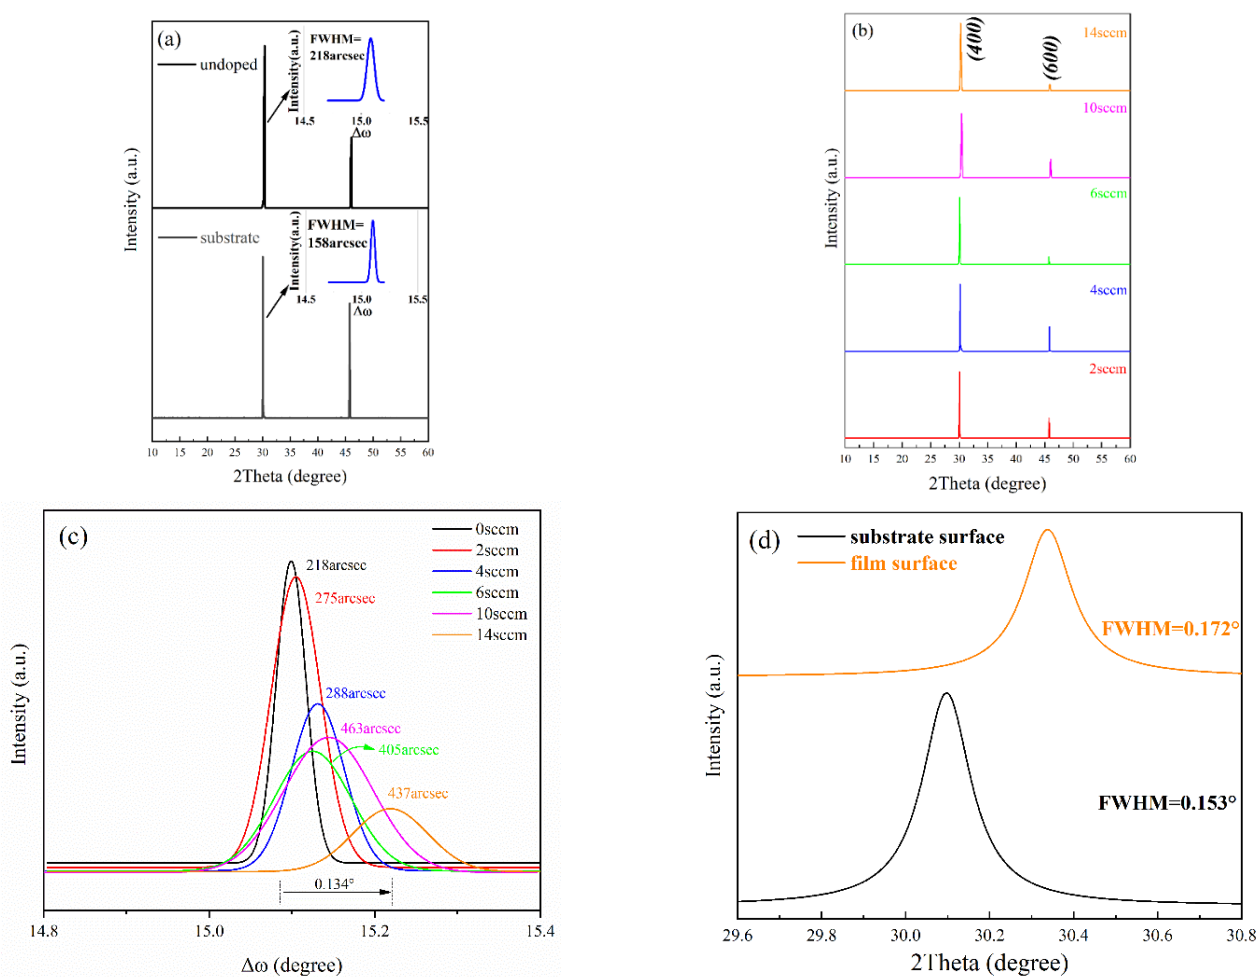 (a)
undoped
FWHM=
218arcsec
Intensity(a.u.)
14.5 15.0 15.5
Δω
substrate
FWHM=
158arcsec
Intensity(a.u.)
14.5 15.0 15.5
Δω
Intensity (a.u.)
10 15 20 25 30 35 40 45 50 55 60
2Theta (degree)
(b)
(400)
(600)
14sccm
10sccm
6sccm
4sccm
2sccm
Intensity (a.u.)
10 15 20 25 30 35 40 45 50 55 60
2Theta (degree)
(c)
0sccm
2sccm
4sccm
6sccm
10sccm
14sccm
218arcsec
275arcsec
288arcsec
463arcsec
405arcsec
437arcsec
0.134°
Intensity (a.u.)
14.8 15.0 15.2 15.4
Δω (degree)
(d)
substrate surface
film surface
FWHM=0.172°
FWHM=0.153°
Intensity (a.u.)
29.6 29.8 30.0 30.2 30.4 30.6 30.8
2Theta (degree)